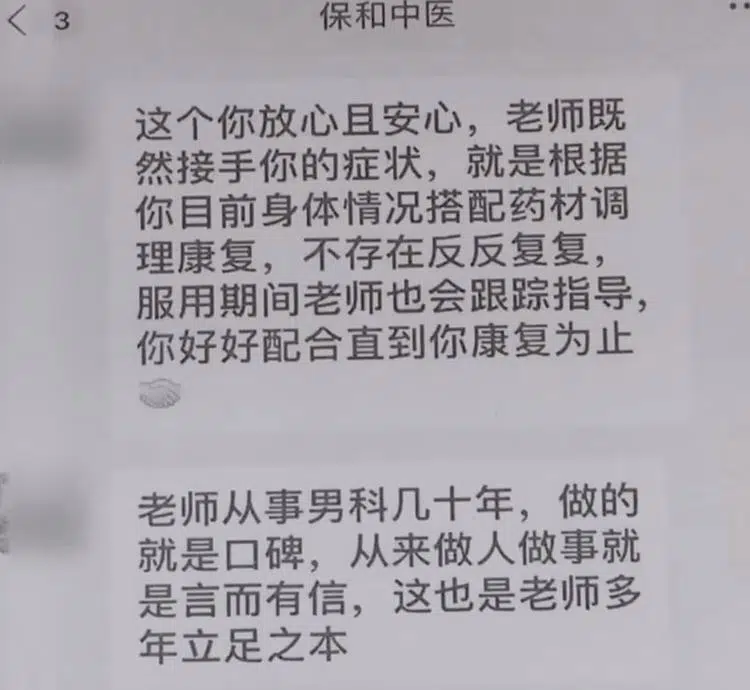 3
保和中医
这个你放心且安心，老师既
然接手你的症状，就是根据
你目前身体情况搭配药材调
理康复，不存在反反复复，
服用期间老师也会跟踪指导，
你好好配合直到你康复为止
老师从事男科几十年，做的
就是口碑，从来做人做事就
是言而有信，这也是老师多
年立足之本